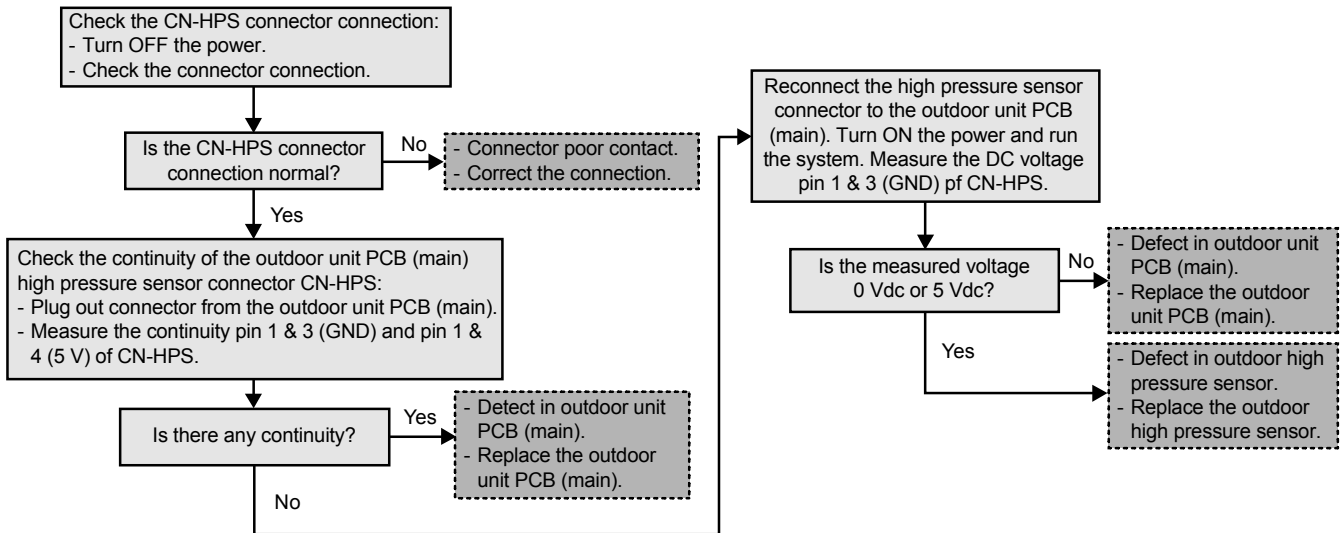 Check the CN-HPS connector connection:
- Turn OFF the power.
- Check the connector connection.
Is the CN-HPS connector
connection normal?
No
- Connector poor contact.
- Correct the connection.
Yes
Check the continuity of the outdoor unit PCB (main)
high pressure sensor connector CN-HPS:
- Plug out connector from the outdoor unit PCB (main).
- Measure the continuity pin 1 & 3 (GND) and pin 1 &
4 (5 V) of CN-HPS.
Is there any continuity?
Yes
- Detect in outdoor unit
PCB (main).
- Replace the outdoor
unit PCB (main).
No
Reconnect the high pressure sensor
connector to the outdoor unit PCB
(main). Turn ON the power and run
the system. Measure the DC voltage
pin 1 & 3 (GND) pf CN-HPS.
Is the measured voltage
0 Vdc or 5 Vdc?
No
- Defect in outdoor unit
PCB (main).
- Replace the outdoor
unit PCB (main).
Yes
- Defect in outdoor high
pressure sensor.
- Replace the outdoor
high pressure sensor.